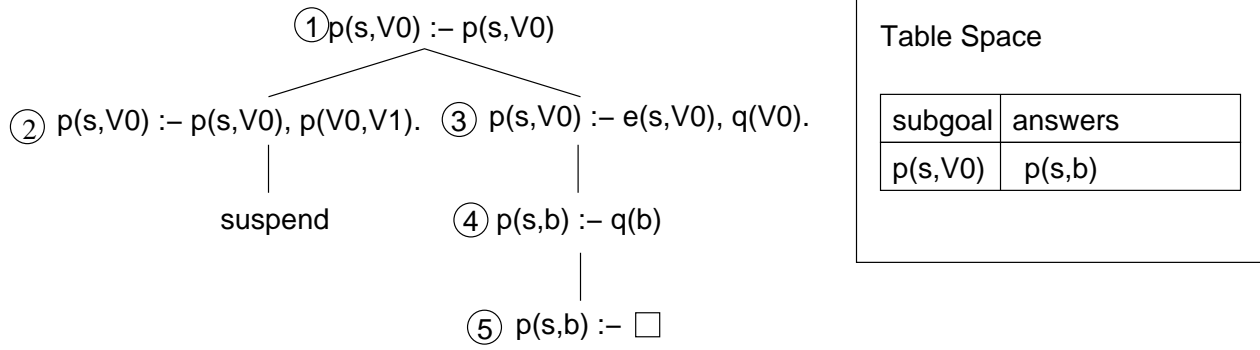 ① p(s,V0) :– p(s,V0)
② p(s,V0) :– p(s,V0), p(V0,V1).
③ p(s,V0) :– e(s,V0), q(V0).
suspend
④ p(s,b) :– q(b)
⑤ p(s,b) :– □
Table Space
subgoal answers
p(s,V0) p(s,b)